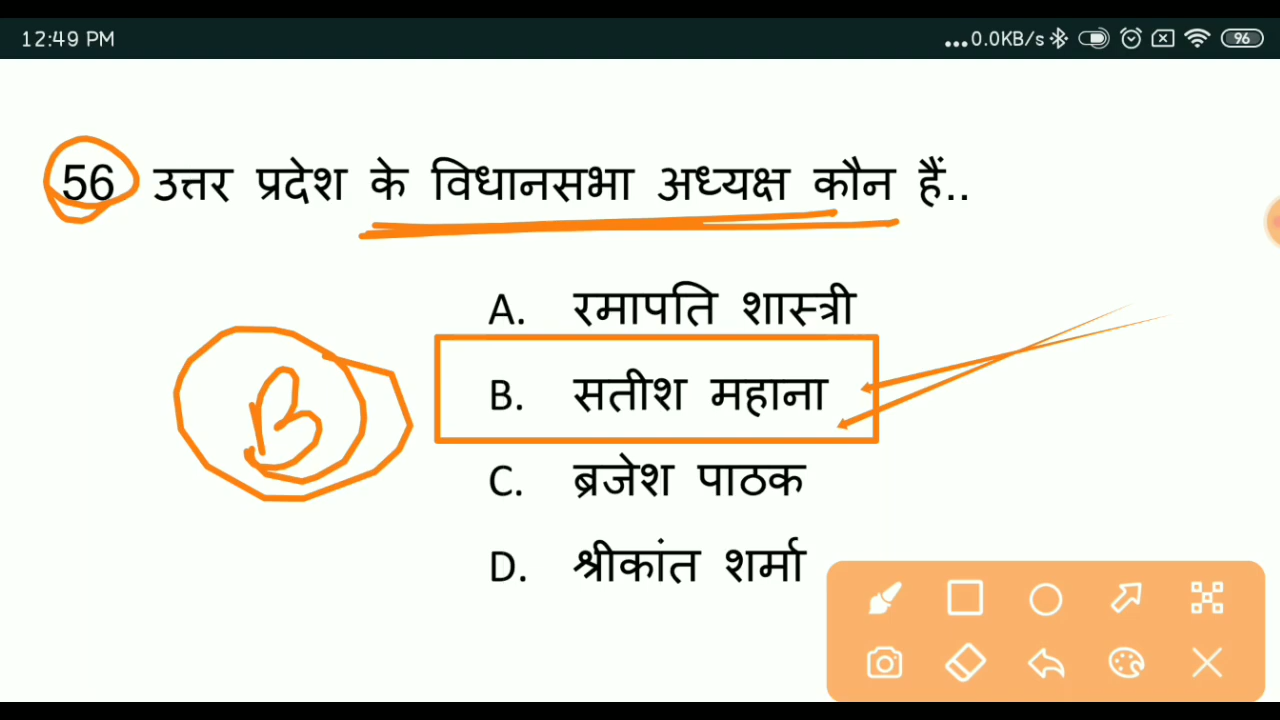 12:49 PM
...0.0KB/s 96
56 उत्तर प्रदेश के विधानसभा अध्यक्ष कौन हैं..
A. रमापति शास्त्री
B. सतीश महाना
B
C. ब्रजेश पाठक
D. श्रीकांत शर्मा